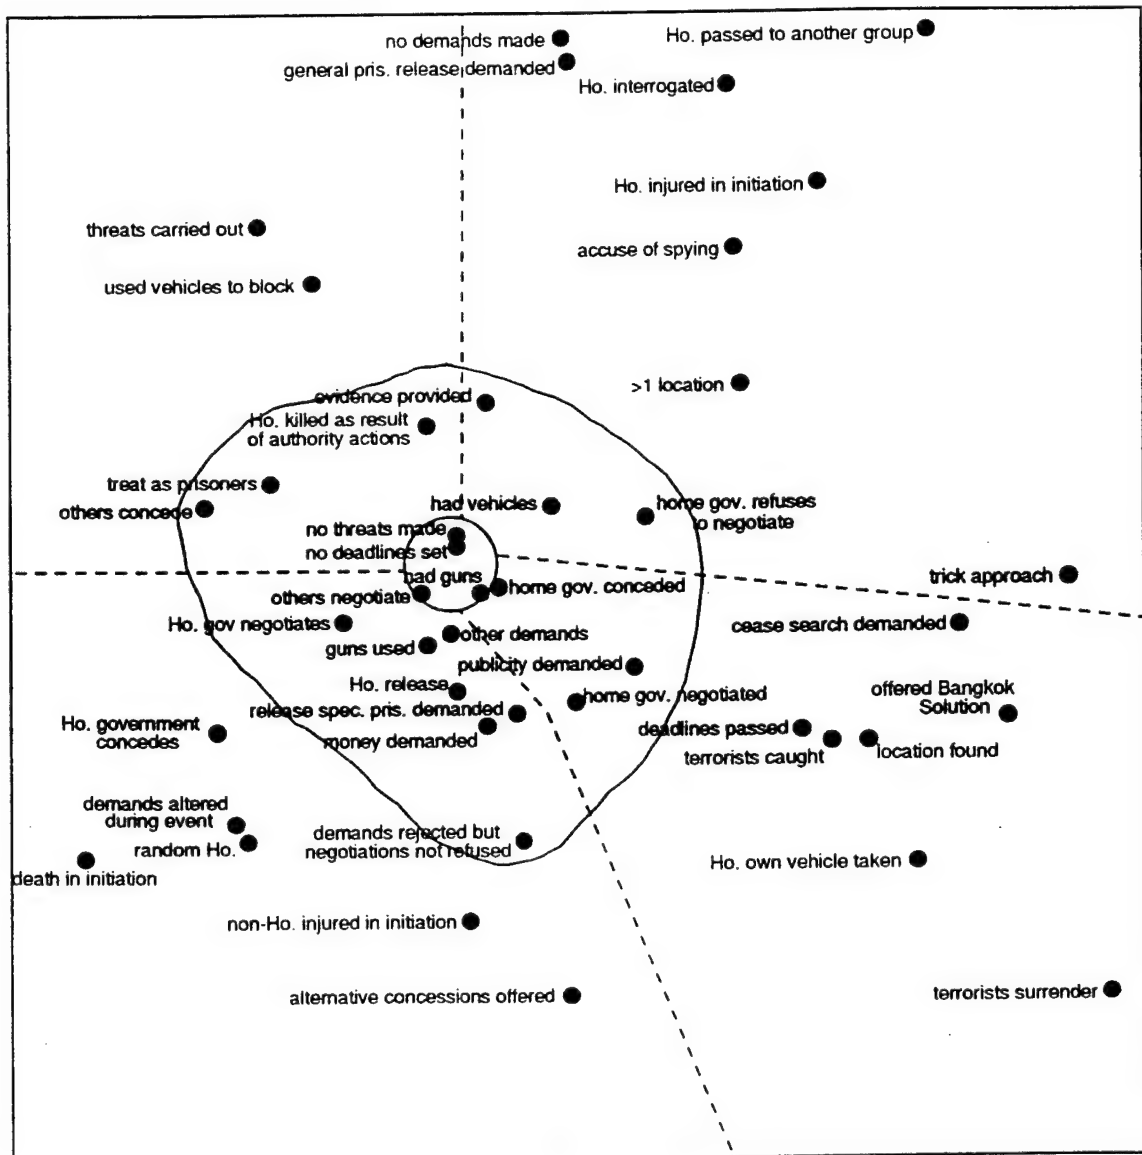 no demands made
Ho. passed to another group
general pris. release demanded
Ho. interrogated
Ho. injured in initiation
threats carried out
accuse of spying
used vehicles to block
>1 location
evidence provided
Ho. killed as result
of authority actions
treat as prisoners
others concede
had vehicles
home gov. refuses
to negotiate
no threats made
no deadlines set
had guns
home gov. conceded
trick approach
others negotiate
Ho. gov negotiates
other demands
cease search demanded
guns used
publicity demanded
Ho. release
home gov. negotiated
offered Bangkok
Solution
release spec. pris. demanded
Ho. government
concedes
money demanded
deadlines passed
terrorists caught
location found
demands altered
during event
random Ho.
demands rejected but
negotiations not refused
death in initiation
Ho. own vehicle taken
non-Ho. injured in initiation
alternative concessions offered
terrorists surrender